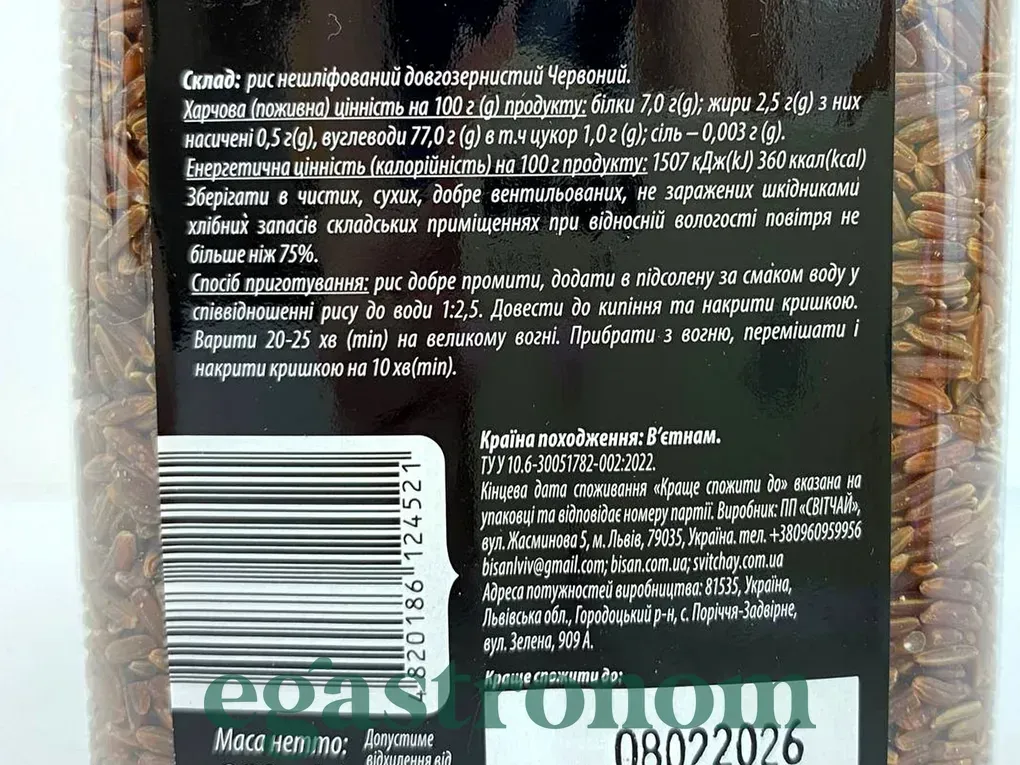 Склад: рис нешліфований довгозернистий Червоний.
Харчова (поживна) цінність на 100 г (g) продукту: білки 7,0 г(g); жири 2,5 г(g) з них
насичені 0,5 г(g), вуглеводи 77,0 г (g) в т.ч цукор 1,0 г (g); сіль – 0,003 г (g).
Енергетична цінність (калорійність) на 100 г продукту: 1507 кДж(kJ) 360 ккал(kcal)
Зберігати в чистих, сухих, добре вентильованих, не заражених шкідниками
хлібних запасів складських приміщеннях при відносній вологості повітря не
більше ніж 75%.
Спосіб приготування: рис добре промити, додати в підсолену за смаком воду у
співвідношенні рису до води 1:2,5. Довести до кипіння та накрити кришкою.
Варити 20-25 хв (min) на великому вогні. Прибрати з вогню, перемішати і
накрити кришкою на 10 хв(min).
Країна походження: В'єтнам.
ТУ У 10.6-30051782-002:2022.
Кінцева дата споживання «Краще спожити до» вказана на
упаковці та відповідає номеру партії. Виробник: ПП «СВІТЧАЙ»,
вул. Жасминова 5, м. Львів, 79035, Україна. тел. +380960959956
bisanlviv@gmail.com; bisan.com.ua; svitchay.com.ua
Адреса потужностей виробництва: 81535, Україна,
Львівська обл., Городоцький р-н, с. Поріччя-Задвірне,
вул. Зелена, 909 А.
Краще спожити до:
08022026
4820186124521
egastronom
Маса нетто:
Допустиме
відхилення від